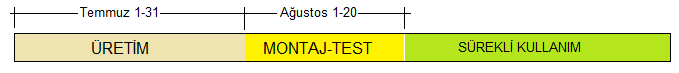 Temmuz 1-31 Ağustos 1-20
ÜRETİM MONTAJ-TEST SÜREKLİ KULLANIM